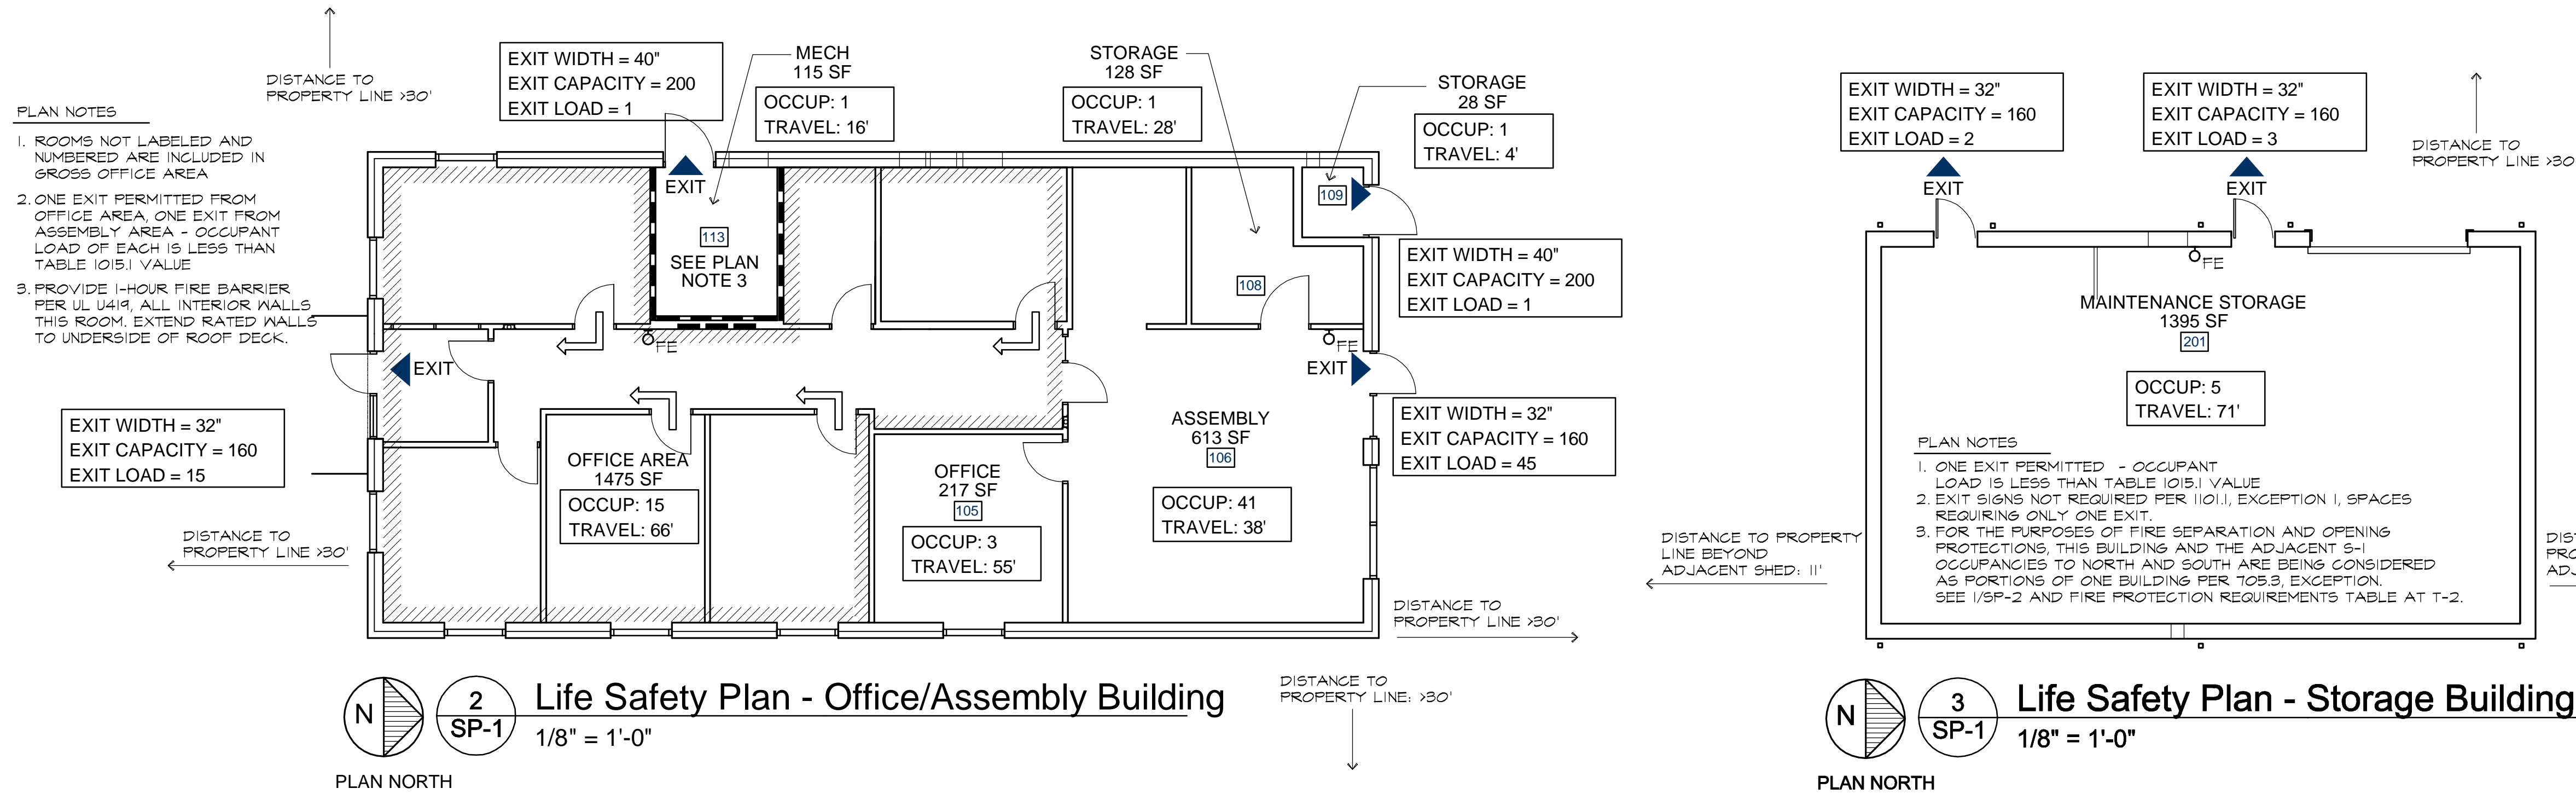 DISTANCE TO
PROPERTY LINE >30'
PLAN NOTES
1. ROOMS NOT LABELED AND
NUMBERED ARE INCLUDED IN
GROSS OFFICE AREA
2. ONE EXIT PERMITTED FROM
OFFICE AREA, ONE EXIT FROM
ASSEMBLY AREA - OCCUPANT
LOAD OF EACH IS LESS THAN
TABLE 1015.1 VALUE
3. PROVIDE 1-HOUR FIRE BARRIER
PER UL U419, ALL INTERIOR WALLS
THIS ROOM. EXTEND RATED WALLS
TO UNDERSIDE OF ROOF DECK.
EXIT WIDTH = 40"
EXIT CAPACITY = 200
EXIT LOAD = 1
MECH
115 SF
OCCUP: 1
TRAVEL: 16'
STORAGE
128 SF
OCCUP: 1
TRAVEL: 28'
STORAGE
28 SF
OCCUP: 1
TRAVEL: 4'
EXIT
113
SEE PLAN
NOTE 3
109
108
EXIT WIDTH = 40"
EXIT CAPACITY = 200
EXIT LOAD = 1
FE
FE
EXIT
EXIT
EXIT WIDTH = 32"
EXIT CAPACITY = 160
EXIT LOAD = 15
OFFICE AREA
1475 SF
OCCUP: 15
TRAVEL: 66'
OFFICE
217 SF
105
OCCUP: 3
TRAVEL: 55'
ASSEMBLY
613 SF
106
OCCUP: 41
TRAVEL: 38'
EXIT WIDTH = 32"
EXIT CAPACITY = 160
EXIT LOAD = 45
DISTANCE TO
PROPERTY LINE >30'
DISTANCE TO
PROPERTY LINE >30'
DISTANCE TO
PROPERTY LINE: >30'
N
2
SP-1
Life Safety Plan - Office/Assembly Building
1/8" = 1'-0"
PLAN NORTH
EXIT WIDTH = 32"
EXIT CAPACITY = 160
EXIT LOAD = 2
EXIT WIDTH = 32"
EXIT CAPACITY = 160
EXIT LOAD = 3
DISTANCE TO
PROPERTY LINE >30
EXIT
EXIT
FE
MAINTENANCE STORAGE
1395 SF
201
OCCUP: 5
TRAVEL: 71'
PLAN NOTES
1. ONE EXIT PERMITTED - OCCUPANT
LOAD IS LESS THAN TABLE 1015.1 VALUE
2. EXIT SIGNS NOT REQUIRED PER 1101.1, EXCEPTION 1, SPACES
REQUIRING ONLY ONE EXIT.
3. FOR THE PURPOSES OF FIRE SEPARATION AND OPENING
PROTECTIONS, THIS BUILDING AND THE ADJACENT S-1
OCCUPANCIES TO NORTH AND SOUTH ARE BEING CONSIDERED
AS PORTIONS OF ONE BUILDING PER 705.3, EXCEPTION.
SEE 1/SP-2 AND FIRE PROTECTION REQUIREMENTS TABLE AT T-2.
DISTANCE TO PROPERTY
LINE BEYOND
ADJACENT SHED: 11'
N
3
SP-1
Life Safety Plan - Storage Building
1/8" = 1'-0"
PLAN NORTH